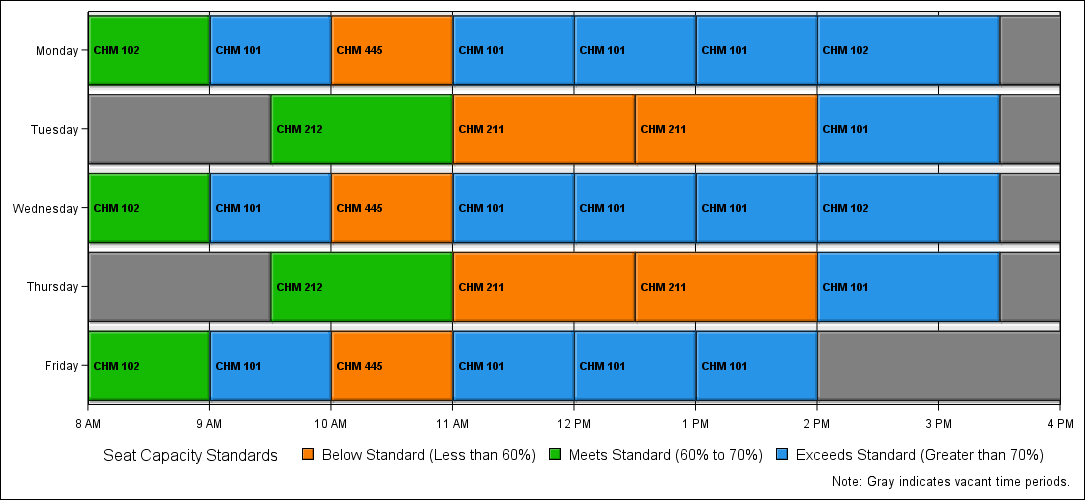 Monday CHM 102 CHM 101 CHM 445 CHM 101 CHM 101 CHM 101 CHM 102
Tuesday CHM 212 CHM 211 CHM 211 CHM 101
Wednesday CHM 102 CHM 101 CHM 445 CHM 101 CHM 101 CHM 101 CHM 102
Thursday CHM 212 CHM 211 CHM 211 CHM 101
Friday CHM 102 CHM 101 CHM 445 CHM 101 CHM 101 CHM 101
8 AM 9 AM 10 AM 11 AM 12 PM 1 PM 2 PM 3 PM 4 PM
Seat Capacity Standards Below Standard (Less than 60%) Meets Standard (60% to 70%) Exceeds Standard (Greater than 70%)
Note: Gray indicates vacant time periods.